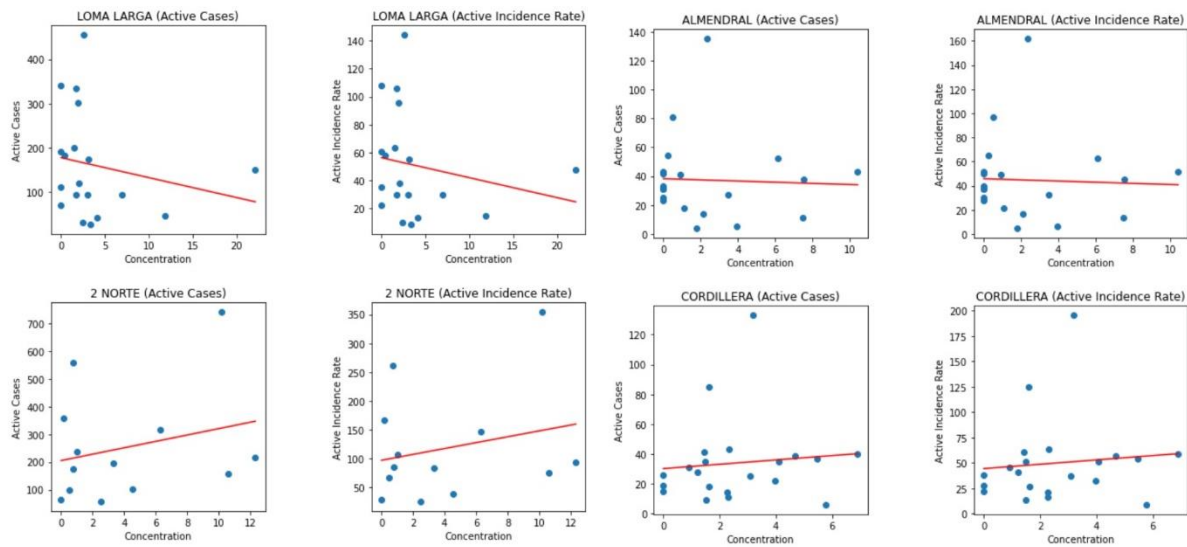 LOMA LARGA (Active Cases)
400
300
200
100
Active Cases
0 5 10 15 20
Concentration
LOMA LARGA (Active Incidence Rate)
140
120
100
80
60
40
20
Active Incidence Rate
0 5 10 15 20
Concentration
ALMENDRAL (Active Cases)
140
120
100
80
60
40
20
0
Active Cases
0 2 4 6 8 10
Concentration
ALMENDRAL (Active Incidence Rate)
160
140
120
100
80
60
40
20
0
Active Incidence Rate
0 2 4 6 8 10
Concentration
2 NORTE (Active Cases)
700
600
500
400
300
200
100
Active Cases
0 2 4 6 8 10 12
Concentration
2 NORTE (Active Incidence Rate)
350
300
250
200
150
100
50
Active Incidence Rate
0 2 4 6 8 10 12
Concentration
CORDILLERA (Active Cases)
120
100
80
60
40
20
0
Active Cases
0 2 4 6
Concentration
CORDILLERA (Active Incidence Rate)
200
175
150
125
100
75
50
25
0
Active Incidence Rate
0 2 4 6
Concentration